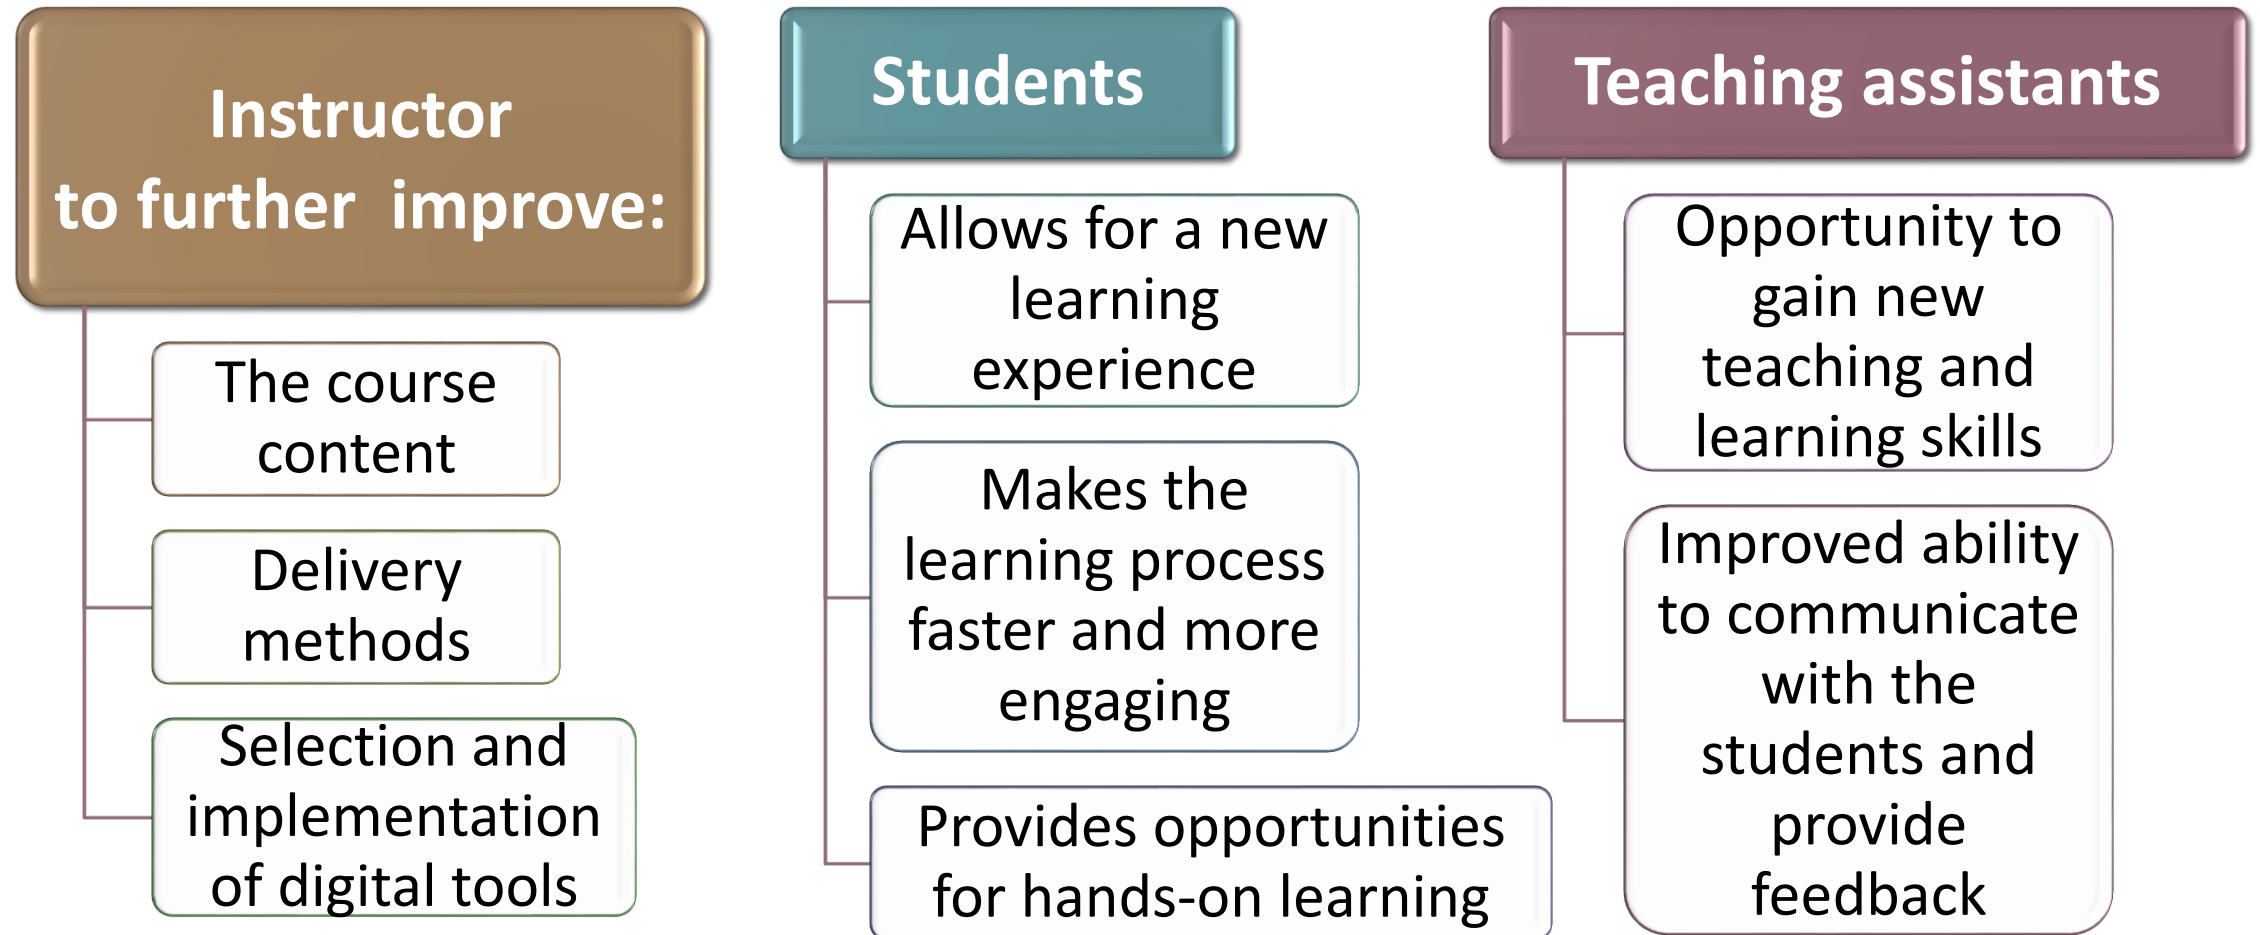 Instructor
to further improve:
The course
content
Delivery
methods
Selection and
implementation
of digital tools
Students
Allows for a new
learning
experience
Makes the
learning process
faster and more
engaging
Provides opportunities
for hands-on learning
Teaching assistants
Opportunity to
gain new
teaching and
learning skills
Improved ability
to communicate
with the
students and
provide
feedback